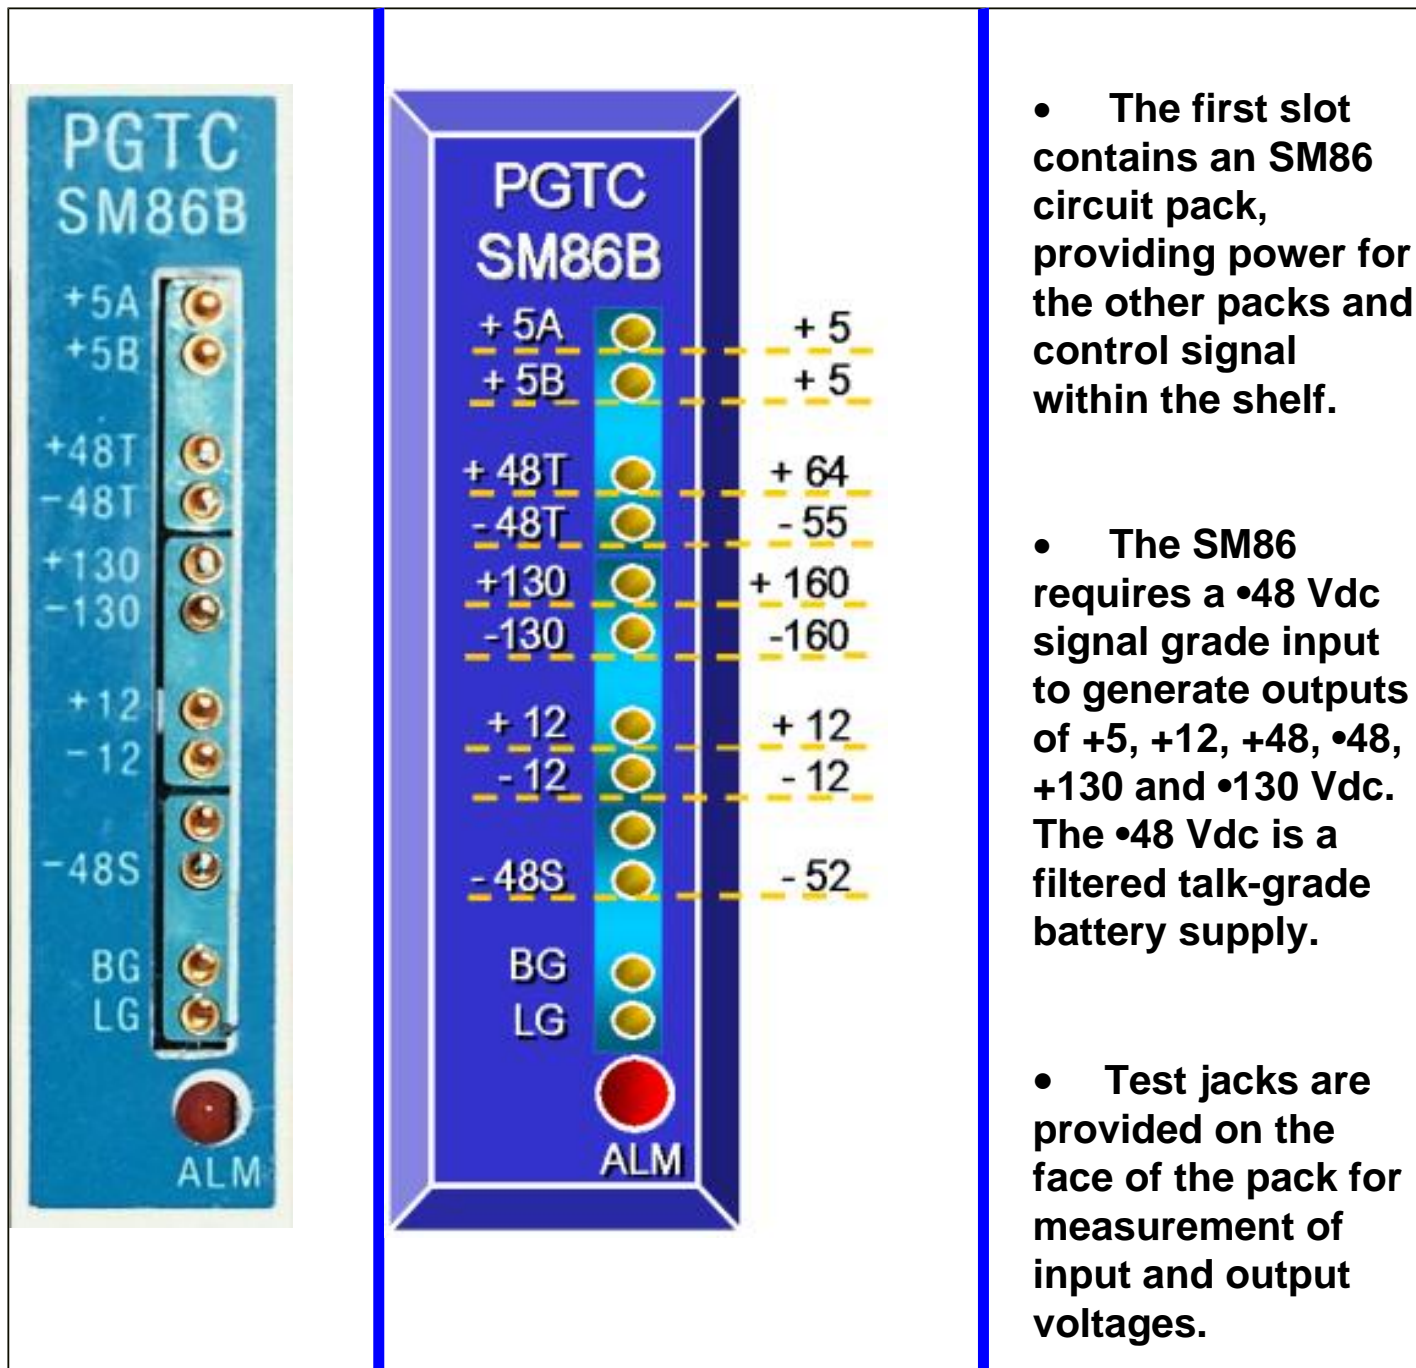 PGTC
SM86B
+5A
+5B
+48T
-48T
+130
-130
+12
-12
-48S
BG
LG
ALM
PGTC
SM86B
+ 5A + 5
+ 5B + 5
+ 48T + 64
- 48T - 55
+130 + 160
-130 -160
+ 12 + 12
- 12 - 12
- 48S - 52
BG
LG
ALM
• The first slot
contains an SM86
circuit pack,
providing power for
the other packs and
control signal
within the shelf.
• The SM86
requires a •48 Vdc
signal grade input
to generate outputs
of +5, +12, +48, •48,
+130 and •130 Vdc.
The •48 Vdc is a
filtered talk-grade
battery supply.
• Test jacks are
provided on the
face of the pack for
measurement of
input and output
voltages.